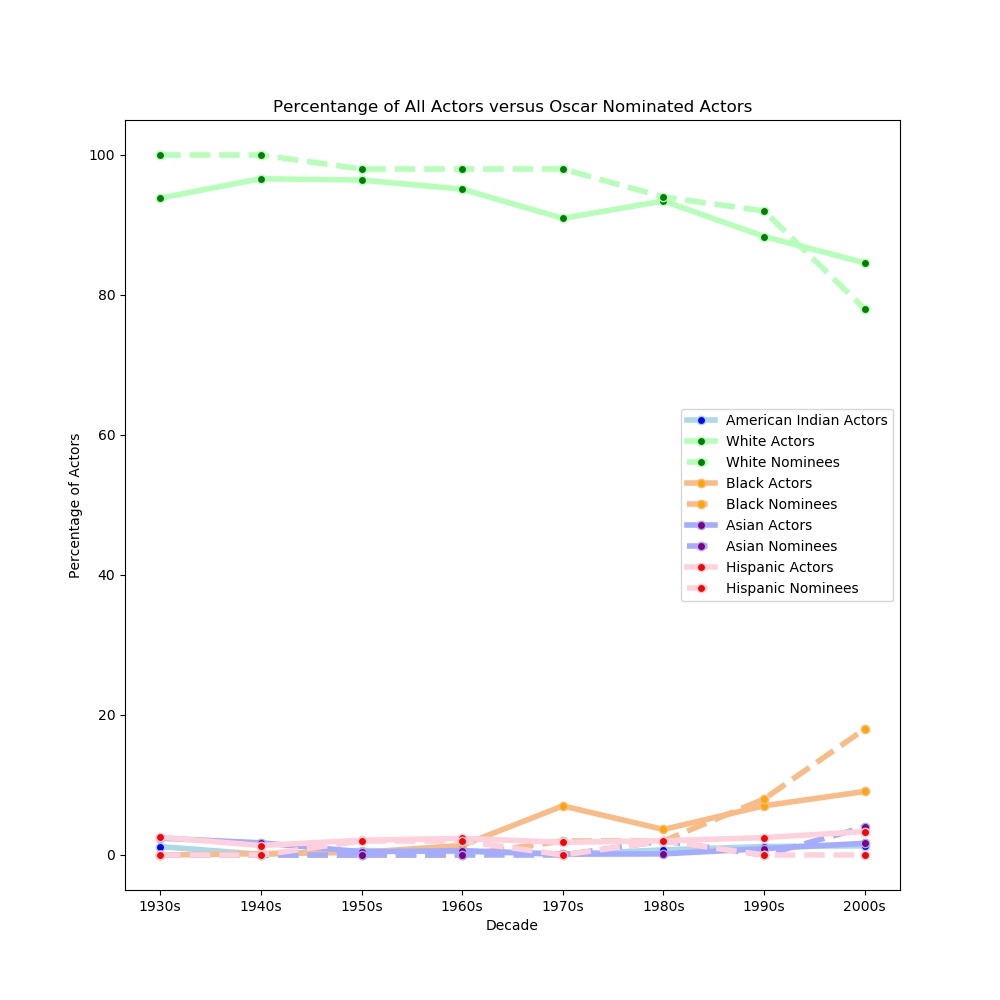 Percentange of All Actors versus Oscar Nominated Actors
100
80
60
40
20
0
Percentage of Actors
American Indian Actors
White Actors
White Nominees
Black Actors
Black Nominees
Asian Actors
Asian Nominees
Hispanic Actors
Hispanic Nominees
1930s 1940s 1950s 1960s 1970s 1980s 1990s 2000s
Decade